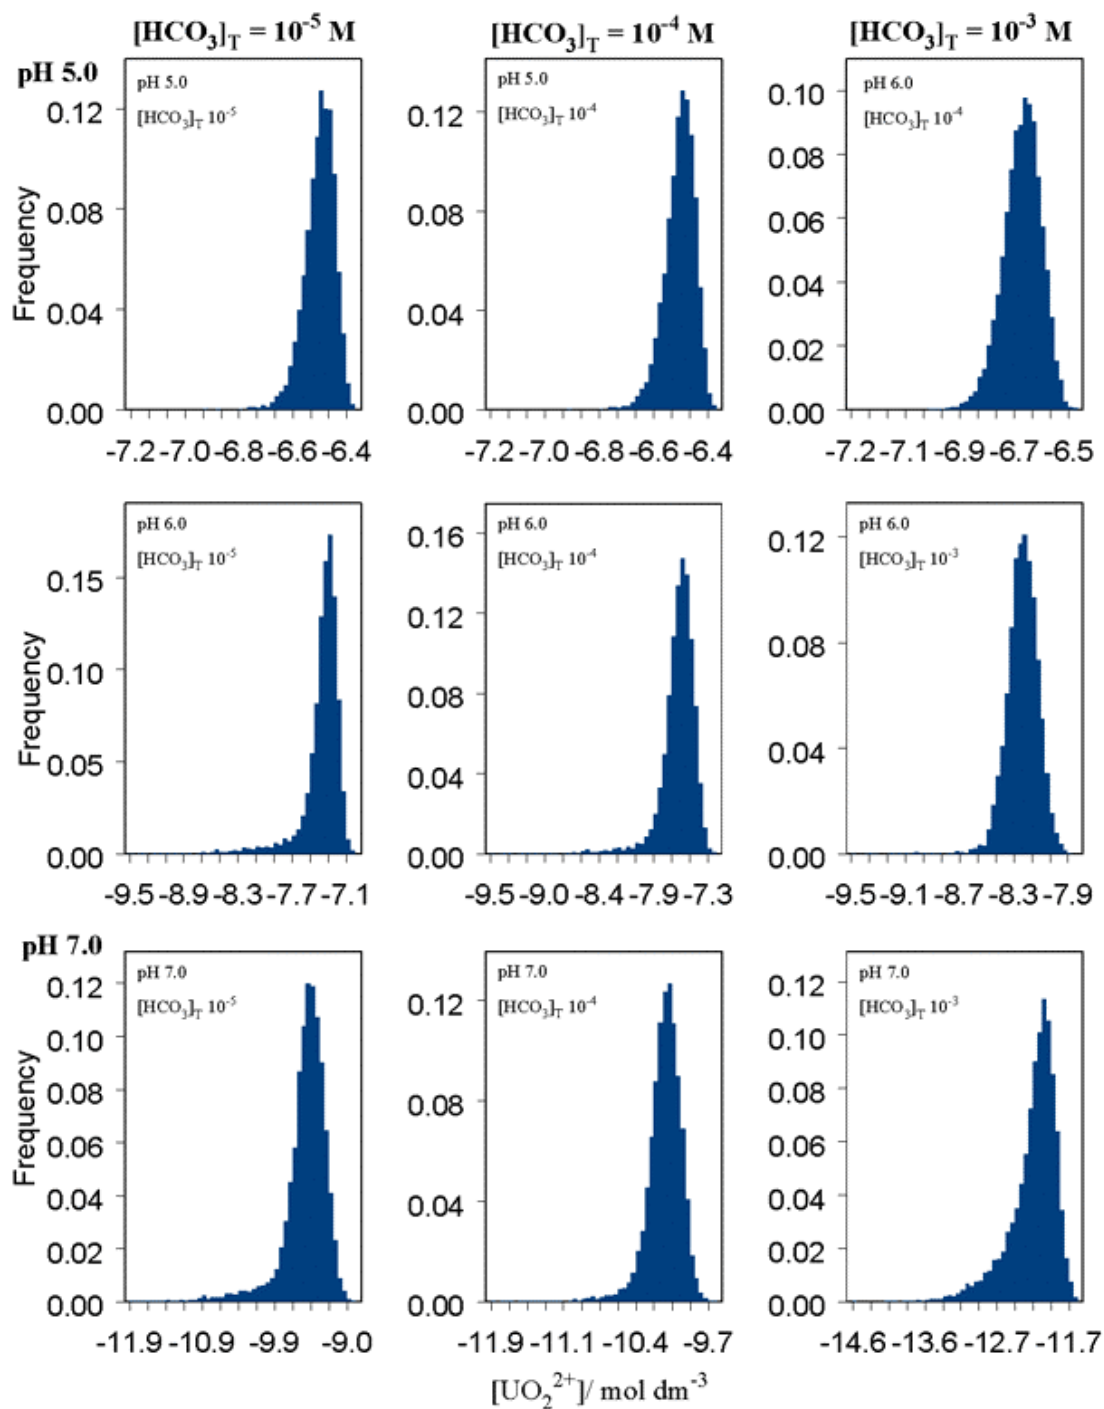 [HCO₃]T = 10⁻⁵ M [HCO₃]T = 10⁻⁴ M [HCO₃]T = 10⁻³ M
pH 5.0
pH 5.0
[HCO₃]T 10⁻⁵
0.12
0.08
0.04
0.00
Frequency
-7.2 -7.0 -6.8 -6.6 -6.4
pH 5.0
[HCO₃]T 10⁻⁴
0.12
0.08
0.04
0.00
-7.2 -7.0 -6.8 -6.6 -6.4
pH 6.0
[HCO₃]T 10⁻⁴
0.10
0.08
0.06
0.04
0.02
0.00
-7.2 -7.1 -6.9 -6.7 -6.5
pH 6.0
[HCO₃]T 10⁻⁵
0.15
0.10
0.05
0.00
Frequency
-9.5 -8.9 -8.3 -7.7 -7.1
pH 6.0
[HCO₃]T 10⁻⁴
0.16
0.12
0.08
0.04
0.00
-9.5 -9.0 -8.4 -7.9 -7.3
pH 6.0
[HCO₃]T 10⁻³
0.12
0.08
0.04
0.00
-9.5 -9.1 -8.7 -8.3 -7.9
pH 7.0
pH 7.0
[HCO₃]T 10⁻⁵
0.12
0.10
0.08
0.06
0.04
0.02
0.00
Frequency
-11.9 -10.9 -9.9 -9.0
pH 7.0
[HCO₃]T 10⁻⁴
0.12
0.08
0.04
0.00
-11.9 -11.1 -10.4 -9.7
pH 7.0
[HCO₃]T 10⁻³
0.12
0.10
0.08
0.06
0.04
0.02
0.00
-14.6 -13.6 -12.7 -11.7
[UO₂²⁺]/ mol dm⁻³